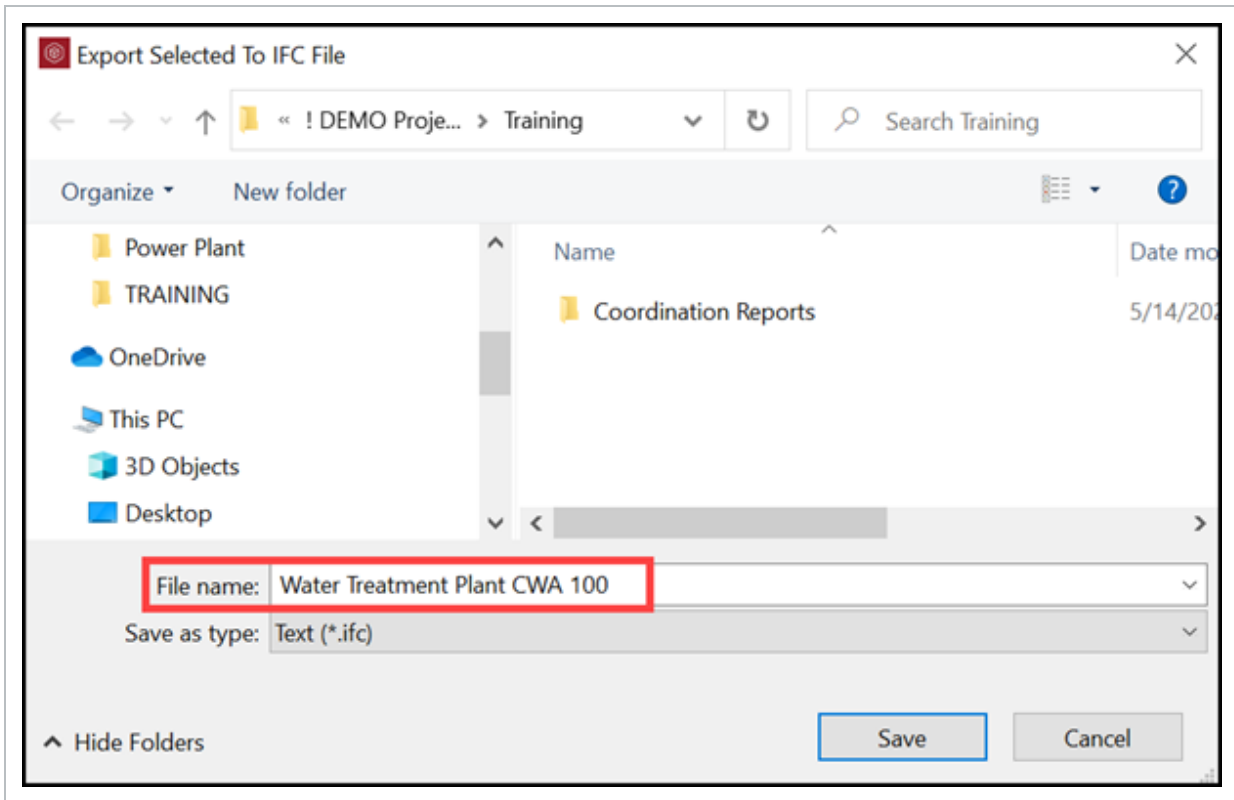 Export Selected To IFC File
« ! DEMO Proje... > Training
Search Training
Organize
New folder
?
Power Plant
TRAINING
OneDrive
This PC
3D Objects
Desktop
Name
Date mo
Coordination Reports
5/14/202
File name: Water Treatment Plant CWA 100
Save as type: Text (*.ifc)
Hide Folders
Save
Cancel